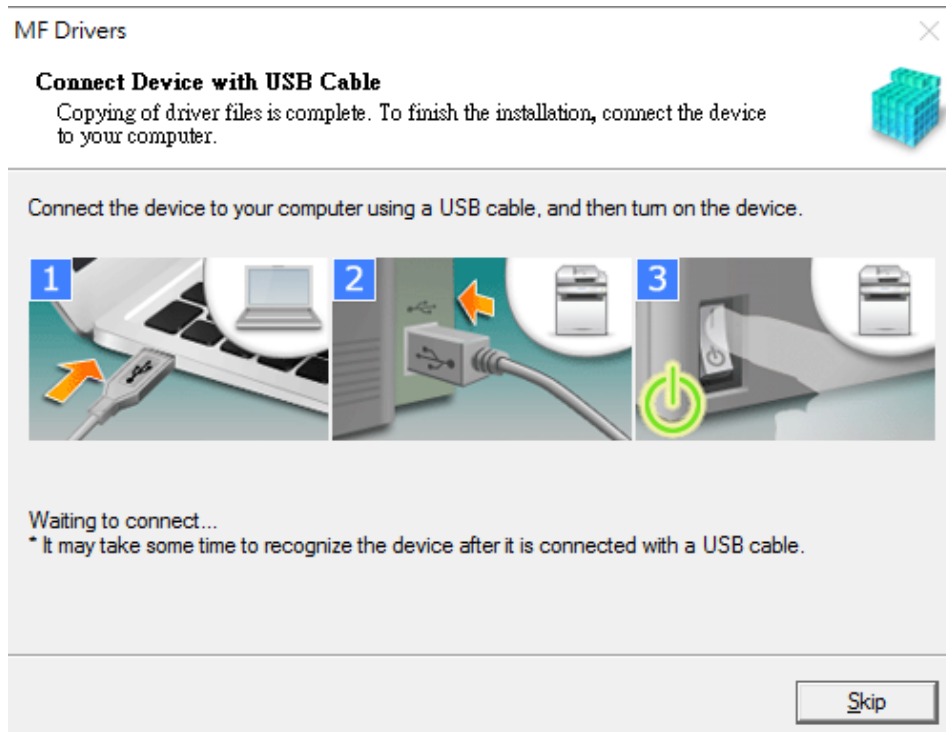 MF Drivers
Connect Device with USB Cable
Copying of driver files is complete. To finish the installation, connect the device
to your computer.
Connect the device to your computer using a USB cable, and then turn on the device.
1
2
3
Waiting to connect...
* It may take some time to recognize the device after it is connected with a USB cable.
Skip